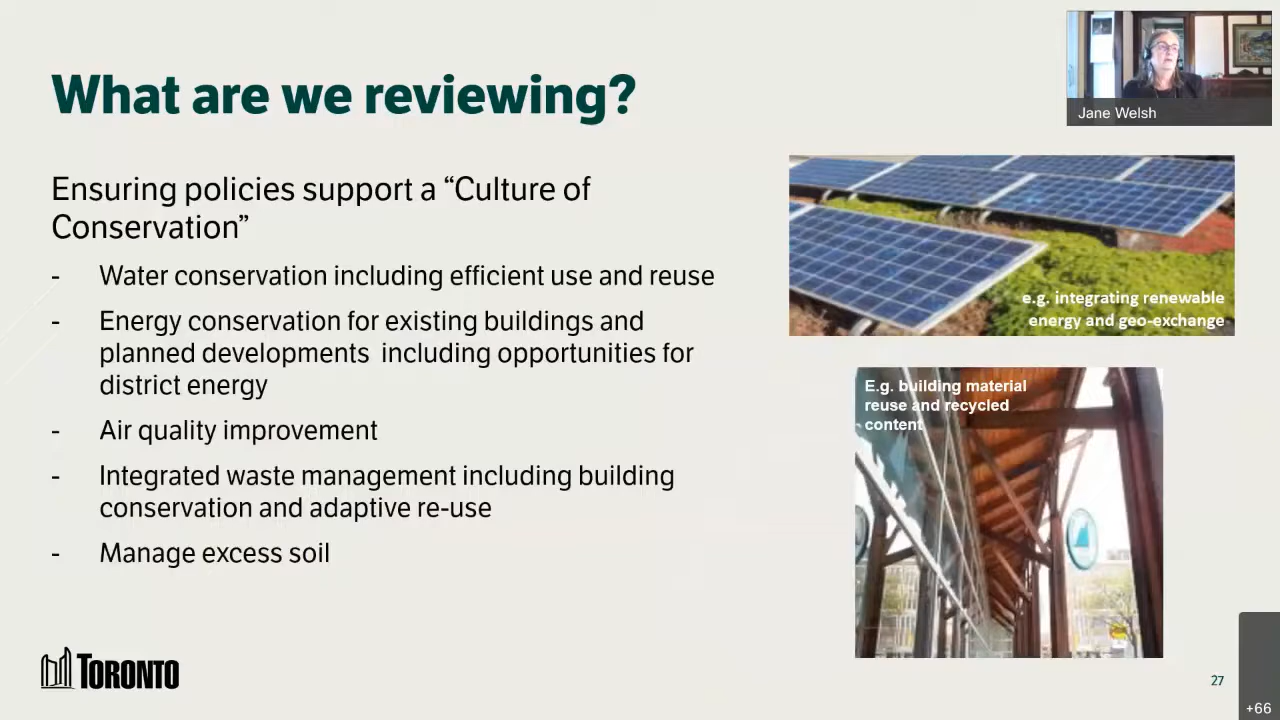 What are we reviewing?
Jane Welsh
Ensuring policies support a “Culture of
Conservation”
- Water conservation including efficient use and reuse
- Energy conservation for existing buildings and
planned developments including opportunities for
district energy
- Air quality improvement
- Integrated waste management including building
conservation and adaptive re-use
- Manage excess soil
e.g. integrating renewable
energy and geo-exchange
E.g. building material
reuse and recycled
content
TORONTO
27
+66